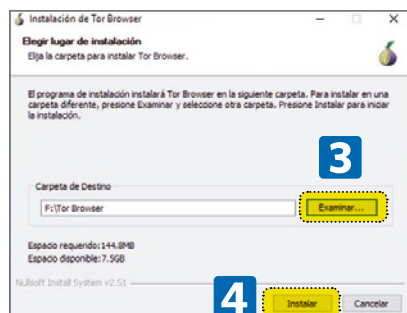 Instalación de Tor Browser
Elegir lugar de instalación
Elija la carpeta para instalar Tor Browser.
El programa de instalación instalará Tor Browser en la siguiente carpeta. Para instalar en una
carpeta diferente, presione Examinar y seleccione otra carpeta. Presione Instalar para iniciar
la instalación.
3
Carpeta de Destino
F:\Tor Browser
Examinar...
Espacio requerido: 144.8MB
Espacio disponible: 7.5GB
Nullsoft Install System v2.51
4
Instalar
Cancelar